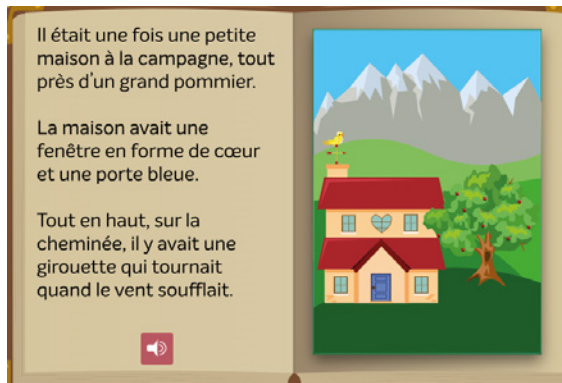 Il était une fois une petite
maison à la campagne, tout
près d'un grand pommier.
La maison avait une
fenêtre en forme de cœur
et une porte bleue.
Tout en haut, sur la
cheminée, il y avait une
girouette qui tournait
quand le vent soufflait.